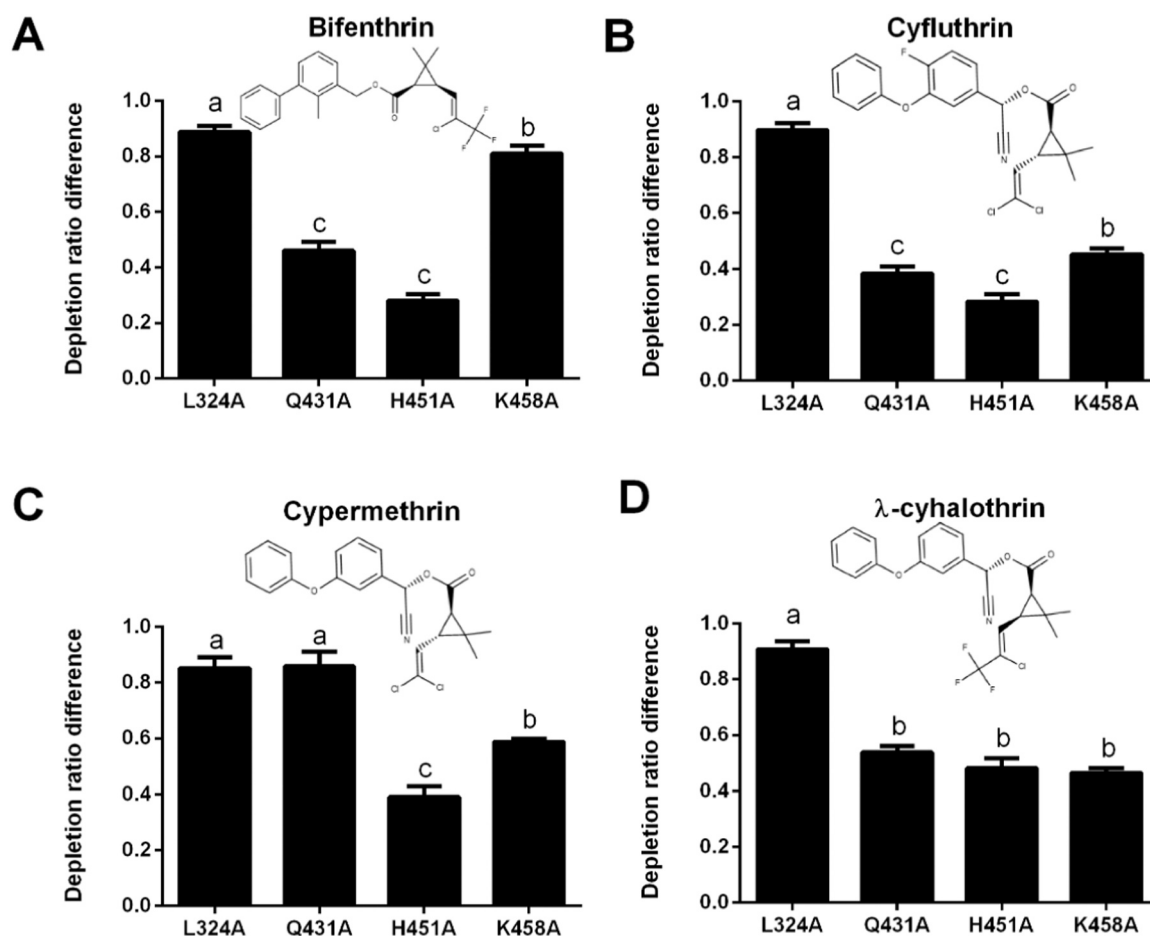 A
Bifenthrin
Depletion ratio difference
1.0
0.8
0.6
0.4
0.2
0.0
a
c
c
b
O
O
Cl
F
F
F
L324A Q431A H451A K458A
B
Cyfluthrin
Depletion ratio difference
1.0
0.8
0.6
0.4
0.2
0.0
a
c
c
b
F
O
O
O
N
Cl Cl
L324A Q431A H451A K458A
C
Cypermethrin
Depletion ratio difference
1.0
0.8
0.6
0.4
0.2
0.0
a
a
c
b
O
O
O
N
Cl Cl
L324A Q431A H451A K458A
D
λ-cyhalothrin
Depletion ratio difference
1.0
0.8
0.6
0.4
0.2
0.0
a
b
b
b
O
O
O
N
F
Cl
F
F
L324A Q431A H451A K458A